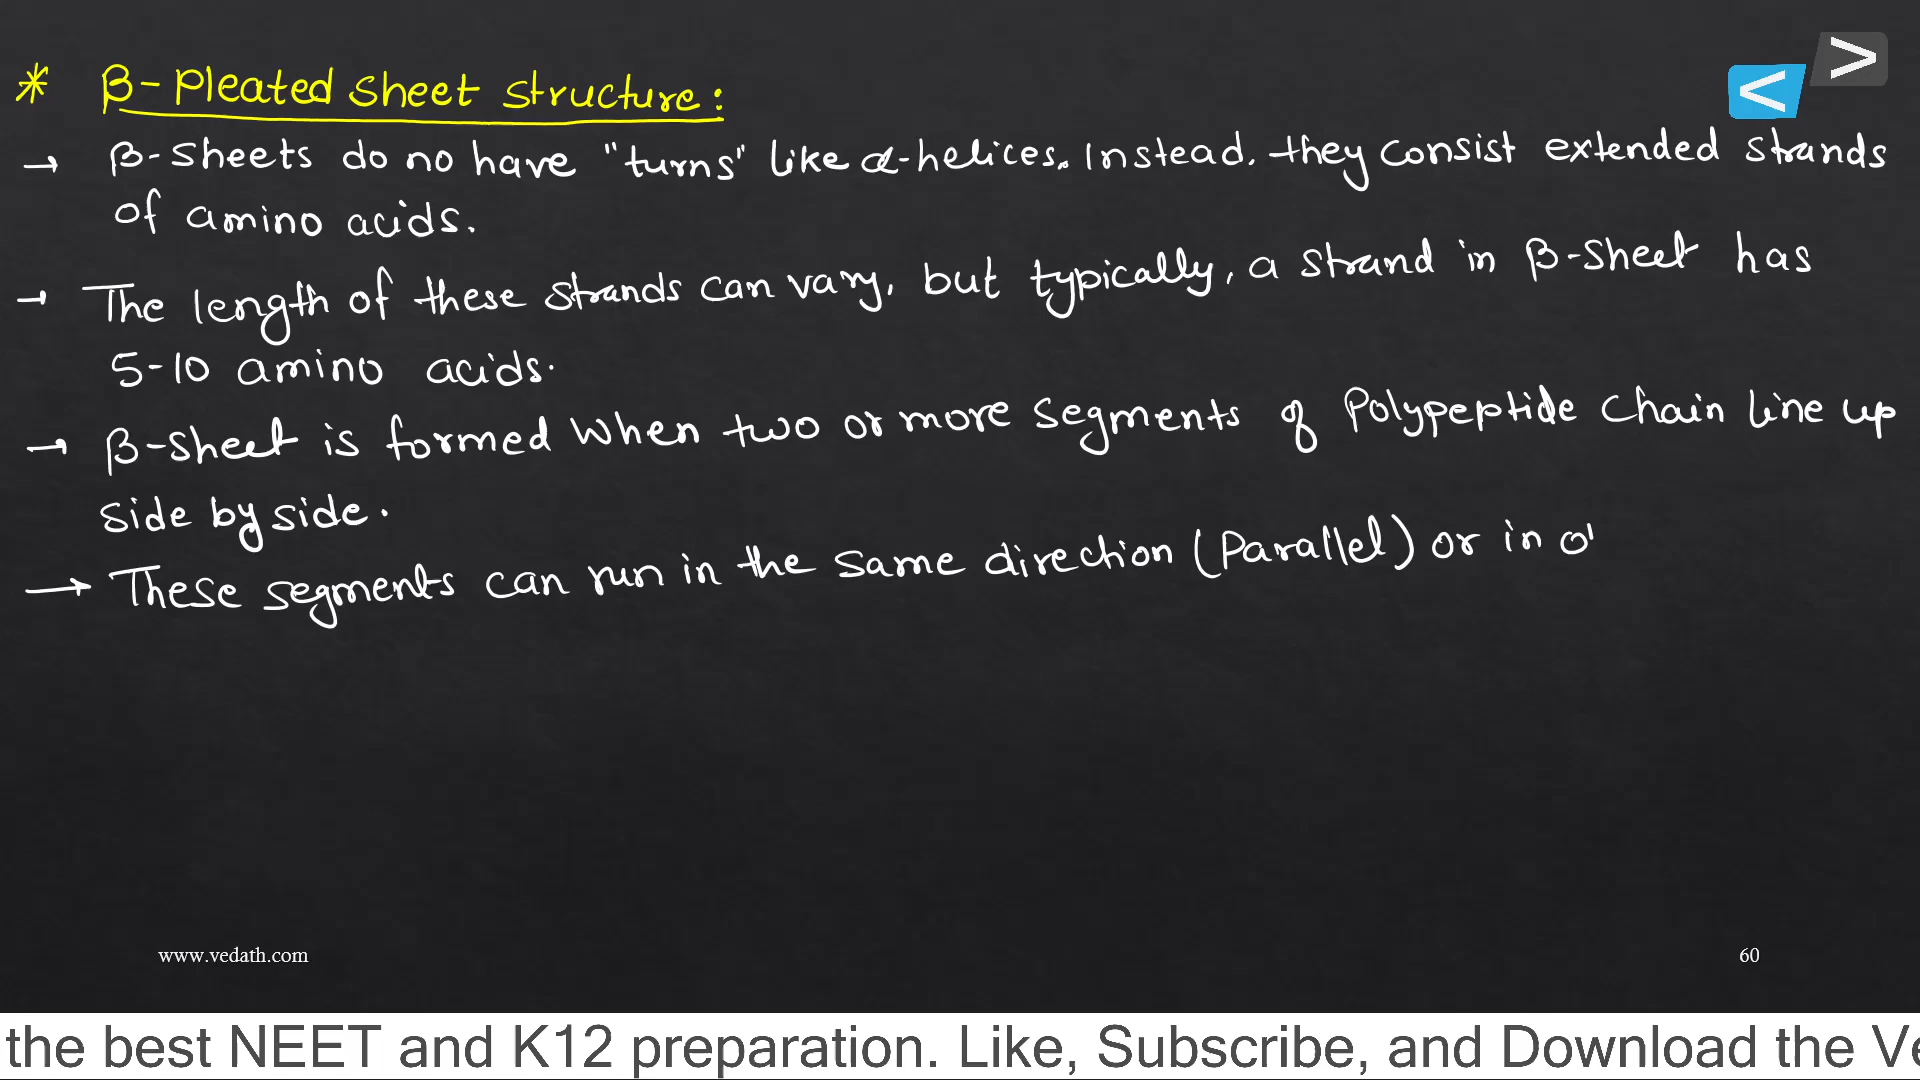 * β-Pleated sheet structure:
→ β-sheets do no have "turns" like α-helices. Instead, they consist extended strands
of amino acids.
→ The length of these strands can vary, but typically, a strand in β-sheet has
5-10 amino acids.
→ β-sheet is formed when two or more segments of Polypeptide chain line up
side by side.
→ These segments can run in the same direction (Parallel) or in o
www.vedath.com
60
the best NEET and K12 preparation. Like, Subscribe, and Download the Ve